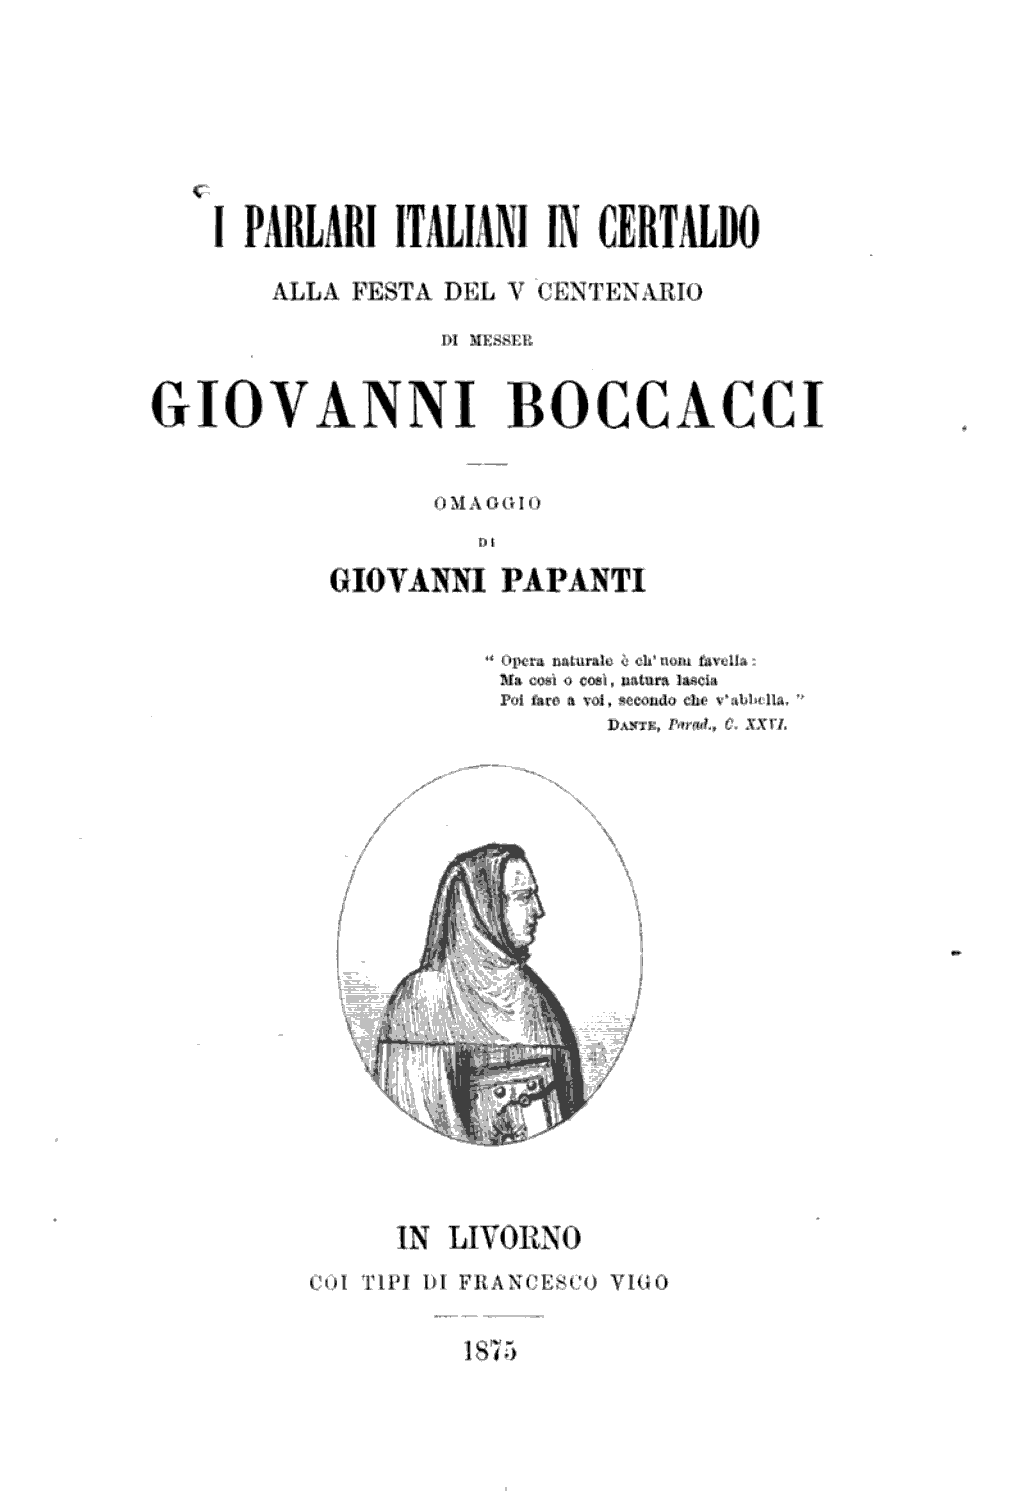 I PARLARI ITALIANI IN CERTALDO
ALLA FESTA DEL V CENTENARIO
DI MESSER
GIOVANNI BOCCACCI
OMAGGIO
DI
GIOVANNI PAPANTI
“ Opera naturale è ch' uom favella :
Ma così o così, natura lascia
Poi fare a voi, secondo che v'abbella. ”
DANTE, Parad., C. XXVI.
IN LIVORNO
COI TIPI DI FRANCESCO VIGO
1875